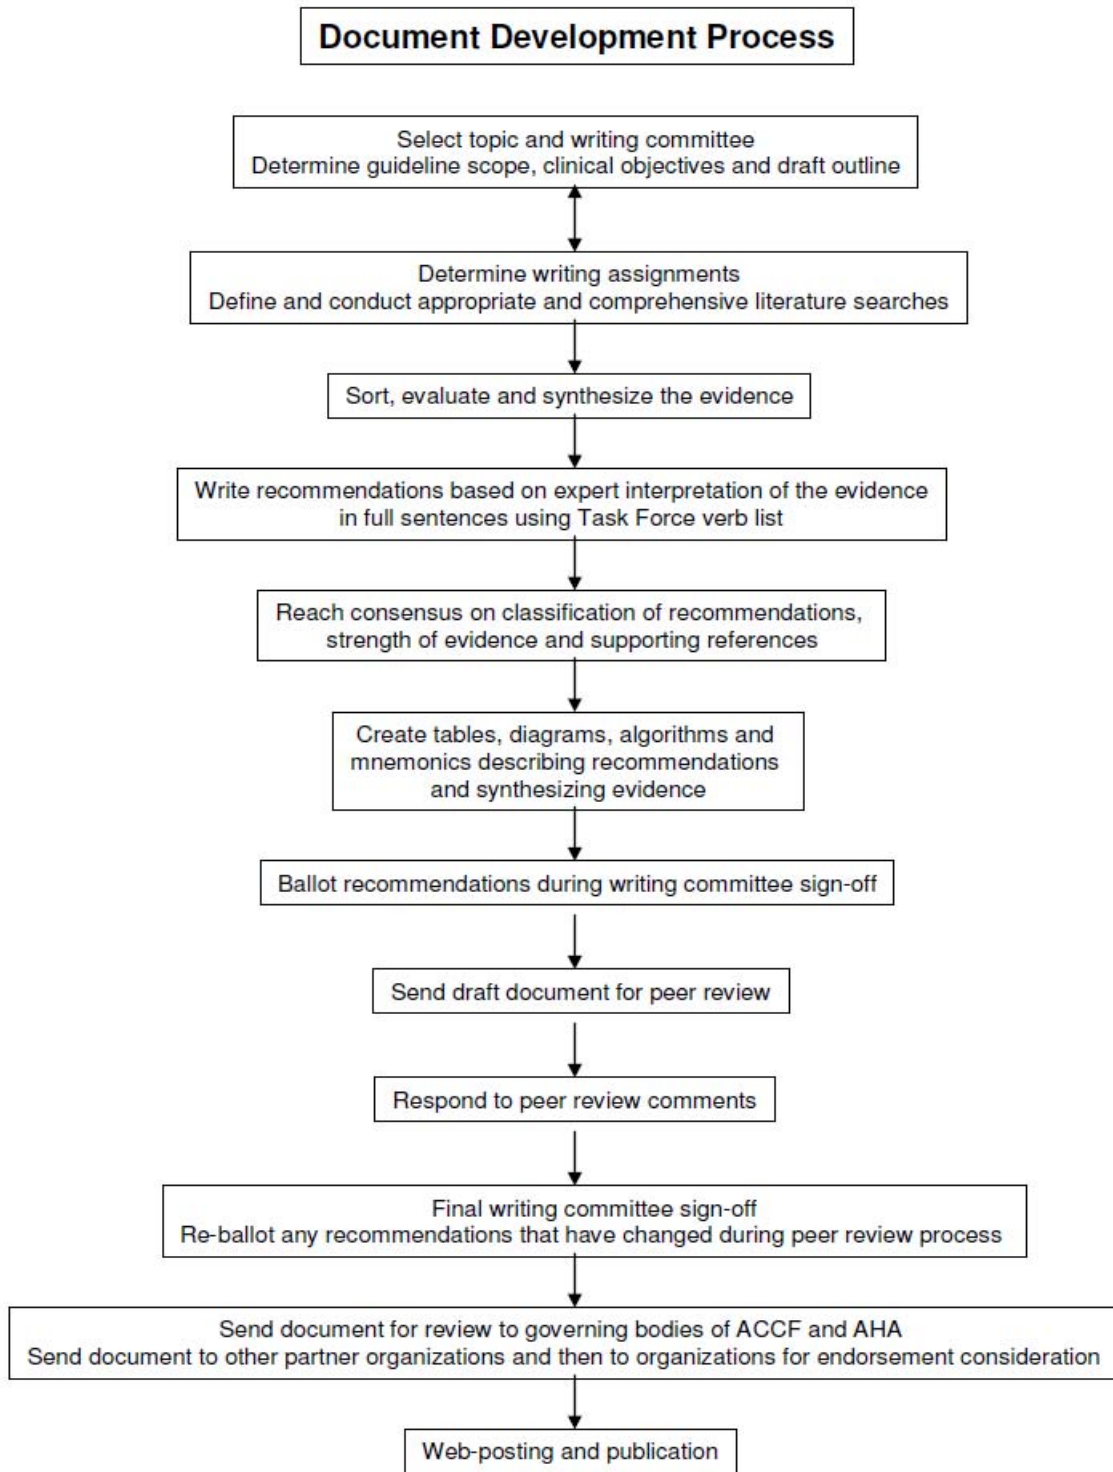 Document Development Process
Select topic and writing committee
Determine guideline scope, clinical objectives and draft outline
Determine writing assignments
Define and conduct appropriate and comprehensive literature searches
Sort, evaluate and synthesize the evidence
Write recommendations based on expert interpretation of the evidence
in full sentences using Task Force verb list
Reach consensus on classification of recommendations,
strength of evidence and supporting references
Create tables, diagrams, algorithms and
mnemonics describing recommendations
and synthesizing evidence
Ballot recommendations during writing committee sign-off
Send draft document for peer review
Respond to peer review comments
Final writing committee sign-off
Re-ballot any recommendations that have changed during peer review process
Send document for review to governing bodies of ACCF and AHA
Send document to other partner organizations and then to organizations for endorsement consideration
Web-posting and publication